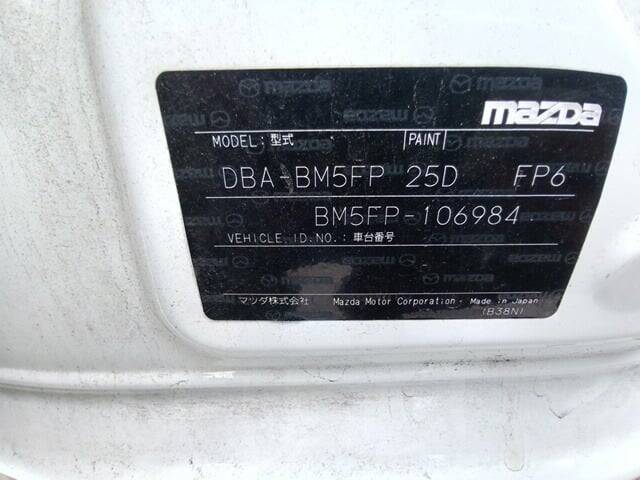 mazda
MODEL: 型式 PAINT
DBA-BM5FP 25D FP6
BM5FP-106984
VEHICLE ID.NO.: 車台番号
マツダ株式会社 Mazda Motor Corporation · Made in Japan
(B38N)